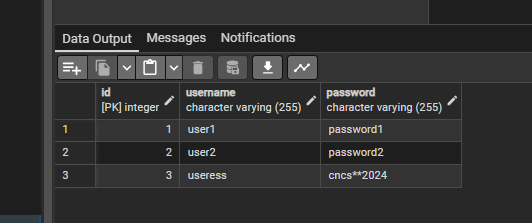 Data Output Messages Notifications
id username password
[PK] integer character varying (255) character varying (255)
1 1 user1 password1
2 2 user2 password2
3 3 useress cncs**2024